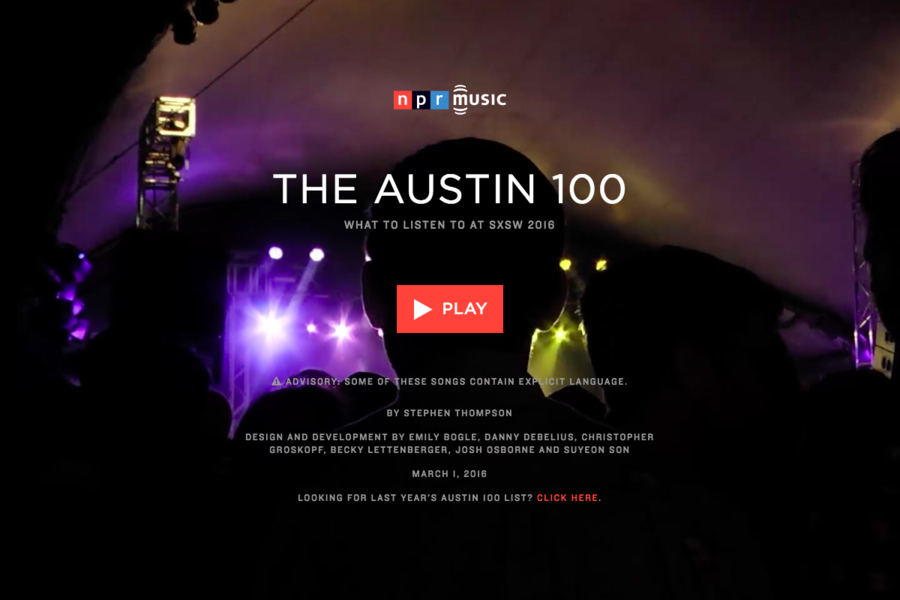 npr music
THE AUSTIN 100
WHAT TO LISTEN TO AT SXSW 2016
PLAY
ADVISORY: SOME OF THESE SONGS CONTAIN EXPLICIT LANGUAGE.
BY STEPHEN THOMPSON
DESIGN AND DEVELOPMENT BY EMILY BOGLE, DANNY DEBELIUS, CHRISTOPHER
GROSKOPF, BECKY LETTENBERGER, JOSH OSBORNE AND SUYEON SON
MARCH 1, 2016
LOOKING FOR LAST YEAR'S AUSTIN 100 LIST? CLICK HERE.